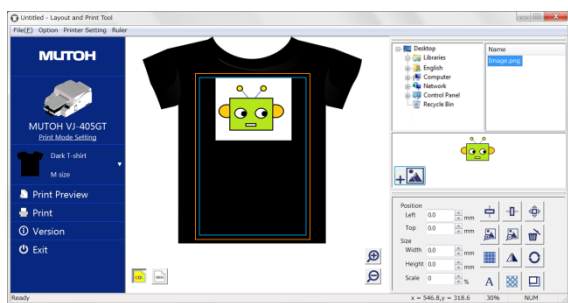 Untitled - Layout and Print Tool
File(F) Option Printer Setting Ruler
MUTOH
MUTOH VJ-405GT
Print Mode Setting
Dark T-shirt
M size
Print Preview
Print
Version
Exit
Desktop
Libraries
English
Computer
Network
Control Panel
Recycle Bin
Name
Image.png
Position
Left 0.0 mm
Top 0.0 mm
Size
Width 0.0 mm
Height 0.0 mm
Scale 0 %
A
Ready
x = 546.8,y = 318.6 30% NUM